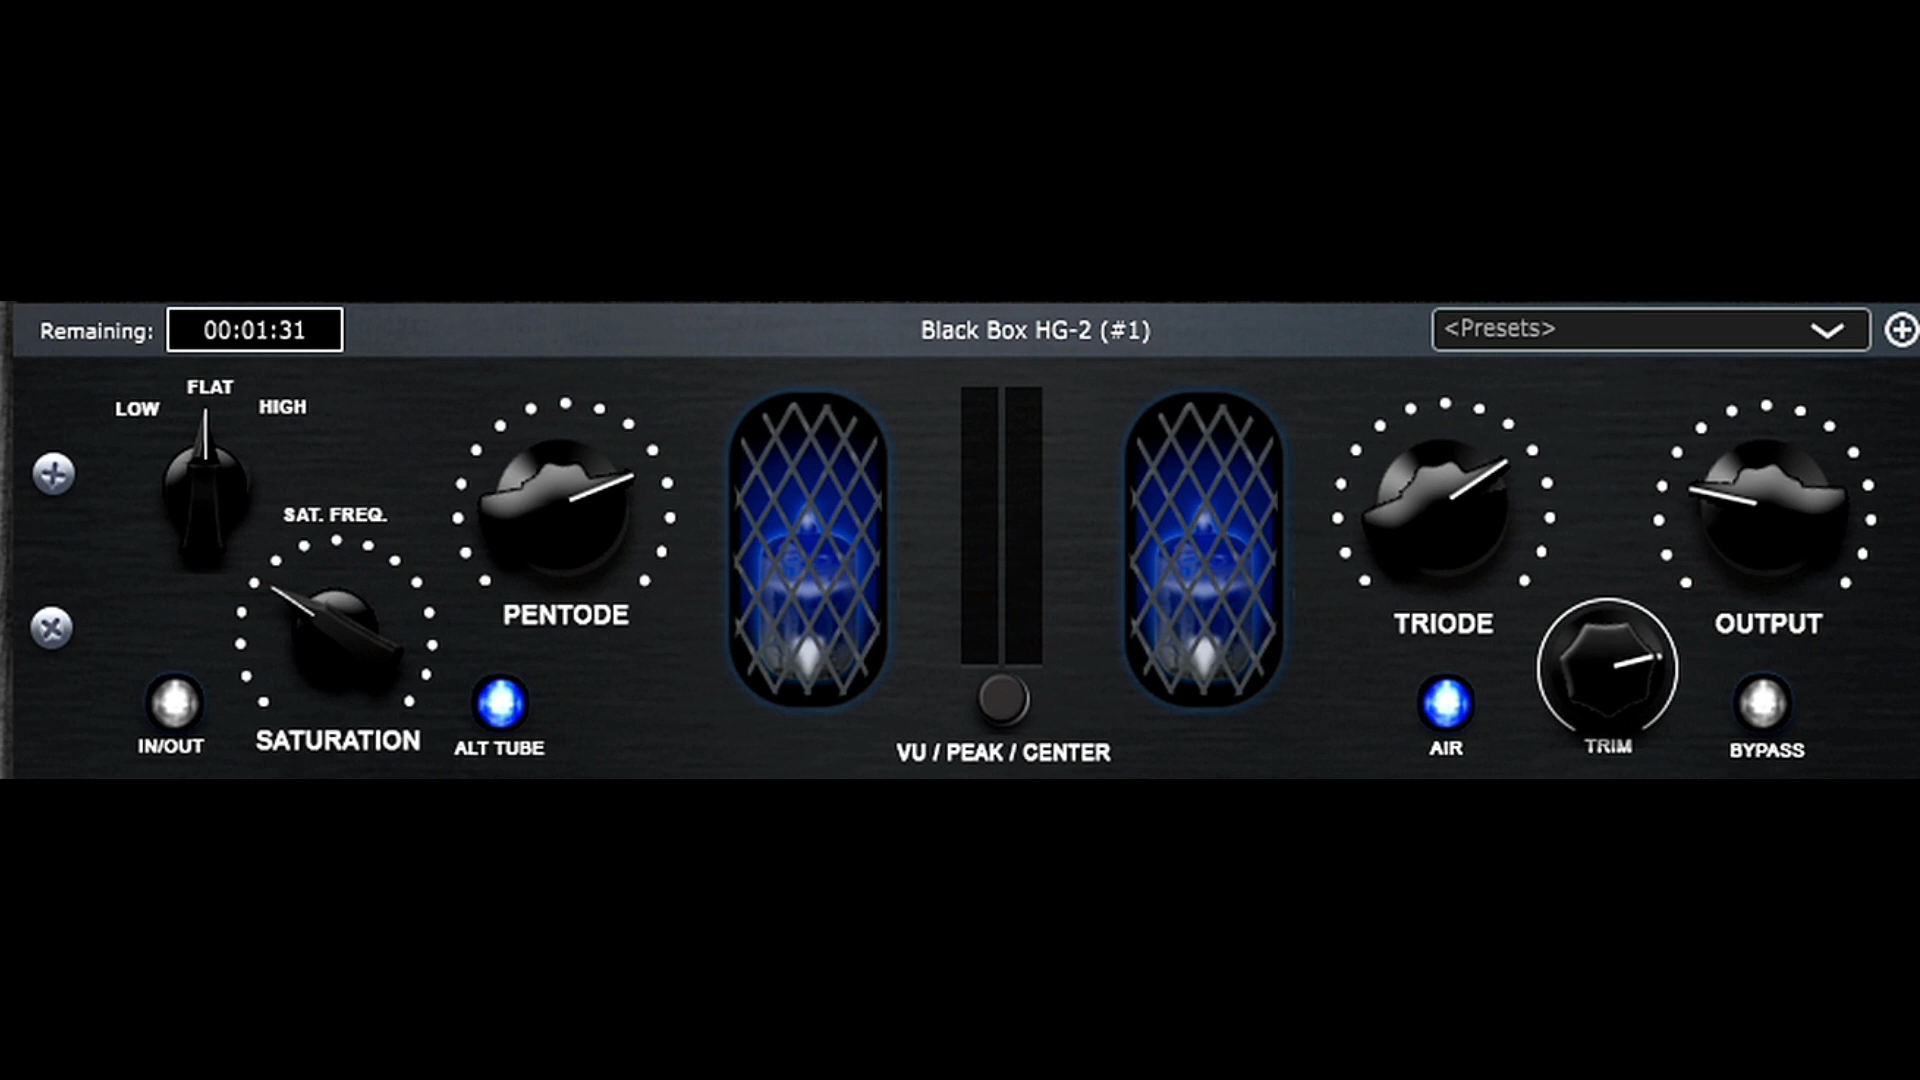 Remaining: 00:01:31
Black Box HG-2 (#1)
<Presets>
FLAT
LOW
HIGH
SAT. FREQ.
PENTODE
TRIODE
OUTPUT
SATURATION
IN/OUT
ALT TUBE
VU / PEAK / CENTER
AIR
TRIM
BYPASS